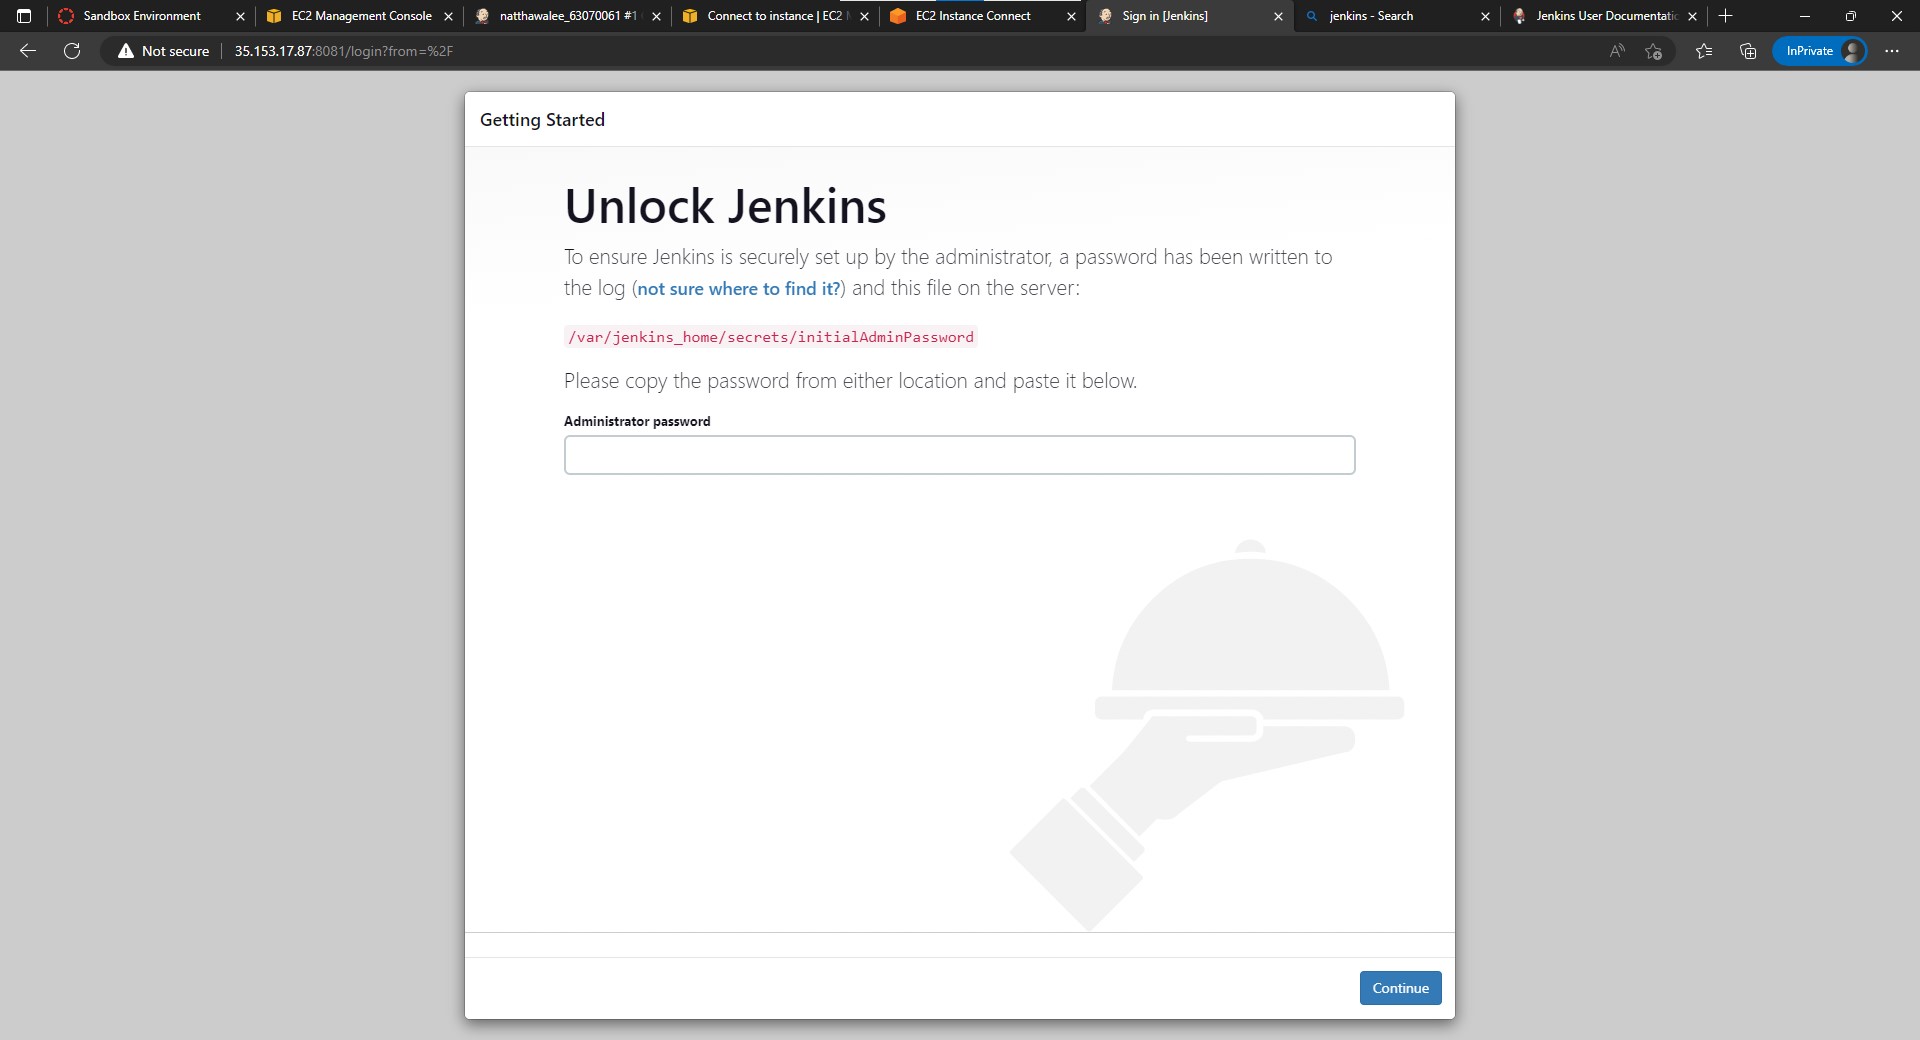 Sandbox Environment
EC2 Management Console
natthawalee_63070061 #1
Connect to instance | EC2
EC2 Instance Connect
Sign in [Jenkins]
jenkins - Search
Jenkins User Documentatic
Not secure
35.153.17.87:8081/login?from=%2F
InPrivate
Getting Started
Unlock Jenkins
To ensure Jenkins is securely set up by the administrator, a password has been written to
the log (not sure where to find it?) and this file on the server:
/var/jenkins_home/secrets/initialAdminPassword
Please copy the password from either location and paste it below.
Administrator password
Continue